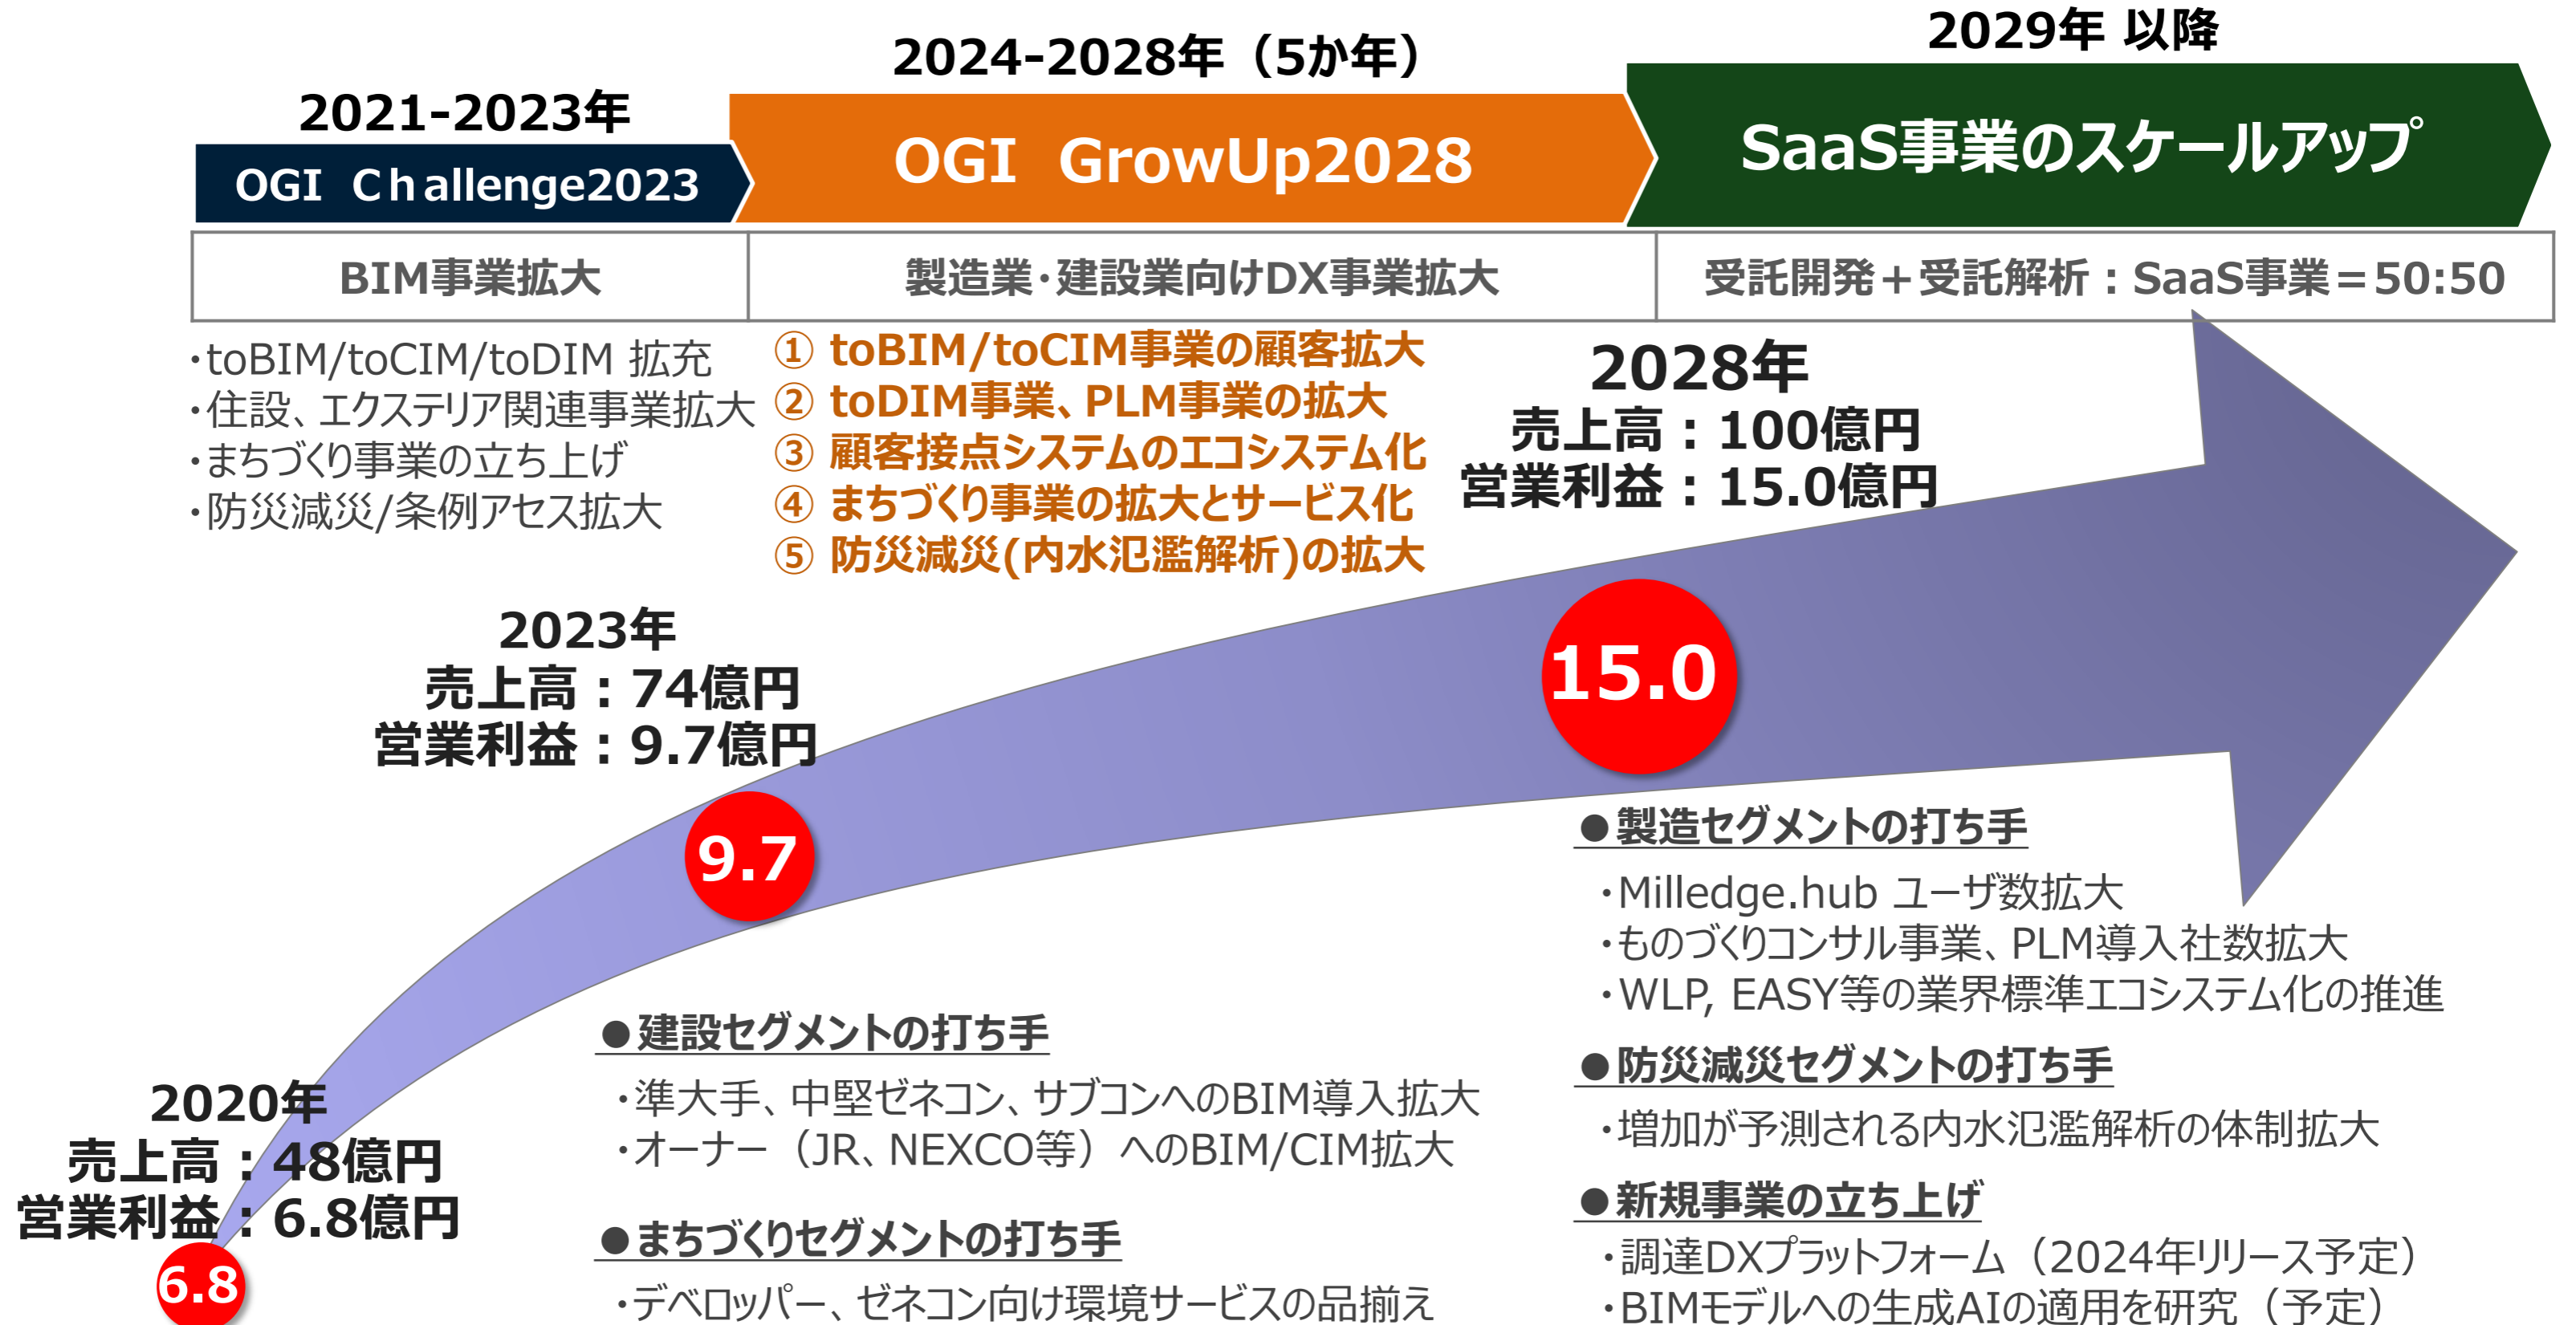 2021-2023年
2024-2028年（5か年）
2029年 以降
OGI Challenge2023
OGI GrowUp2028
SaaS事業のスケールアップ
BIM事業拡大
製造業・建設業向けDX事業拡大
受託開発＋受託解析：SaaS事業＝50:50
・toBIM/toCIM/toDIM 拡充
・住設、エクステリア関連事業拡大
・まちづくり事業の立ち上げ
・防災減災/条例アセス拡大
① toBIM/toCIM事業の顧客拡大
② toDIM事業、PLM事業の拡大
③ 顧客接点システムのエコシステム化
④ まちづくり事業の拡大とサービス化
⑤ 防災減災(内水氾濫解析)の拡大
2028年
売上高：100億円
営業利益：15.0億円
15.0
2023年
売上高：74億円
営業利益：9.7億円
9.7
2020年
売上高：48億円
営業利益：6.8億円
6.8
●建設セグメントの打ち手
・準大手、中堅ゼネコン、サブコンへのBIM導入拡大
・オーナー（JR、NEXCO等）へのBIM/CIM拡大
●まちづくりセグメントの打ち手
・デベロッパー、ゼネコン向け環境サービスの品揃え
●製造セグメントの打ち手
・Milledge.hub ユーザ数拡大
・ものづくりコンサル事業、PLM導入社数拡大
・WLP, EASY等の業界標準エコシステム化の推進
●防災減災セグメントの打ち手
・増加が予測される内水氾濫解析の体制拡大
●新規事業の立ち上げ
・調達DXプラットフォーム（2024年リリース予定）
・BIMモデルへの生成AIの適用を研究（予定）